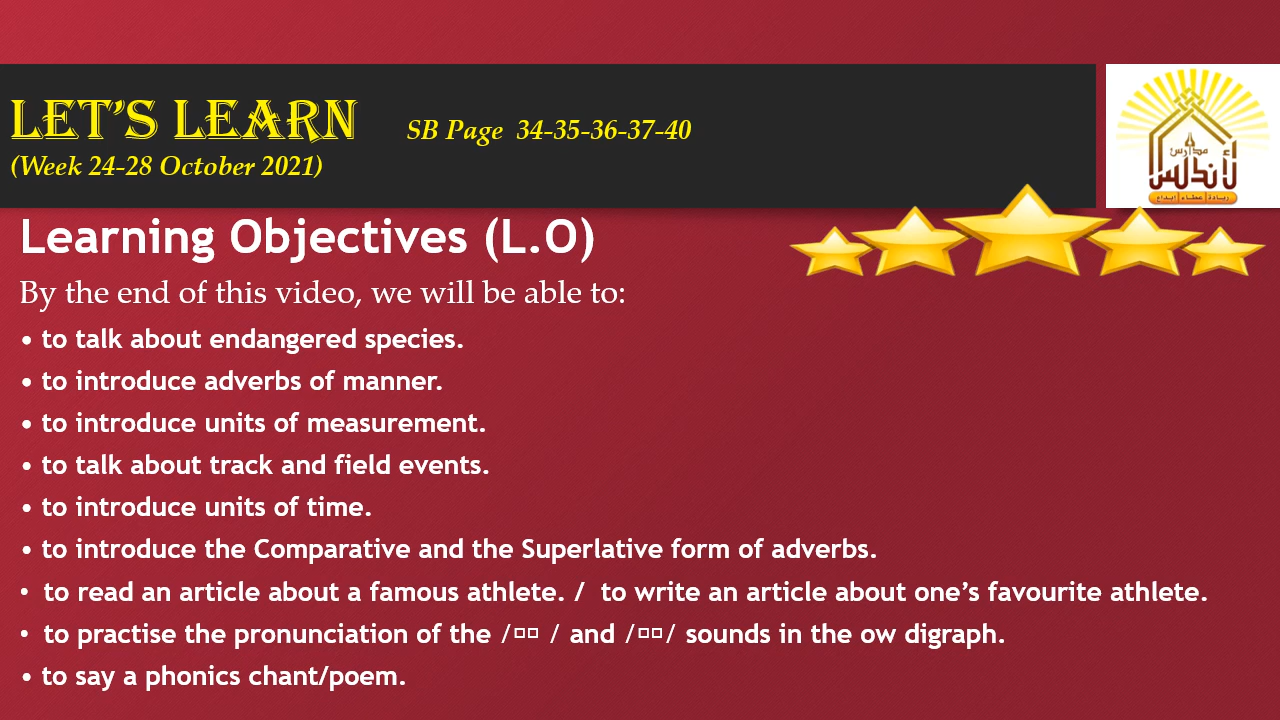 LET'S LEARN SB Page 34-35-36-37-40
(Week 24-28 October 2021)
مدارس
الأندلس
ريادة | عطاء | إبداع
Learning Objectives (L.O)
By the end of this video, we will be able to:
• to talk about endangered species.
• to introduce adverbs of manner.
• to introduce units of measurement.
• to talk about track and field events.
• to introduce units of time.
• to introduce the Comparative and the Superlative form of adverbs.
• to read an article about a famous athlete. / to write an article about one's favourite athlete.
• to practise the pronunciation of the /□□ / and /□□/ sounds in the ow digraph.
• to say a phonics chant/poem.